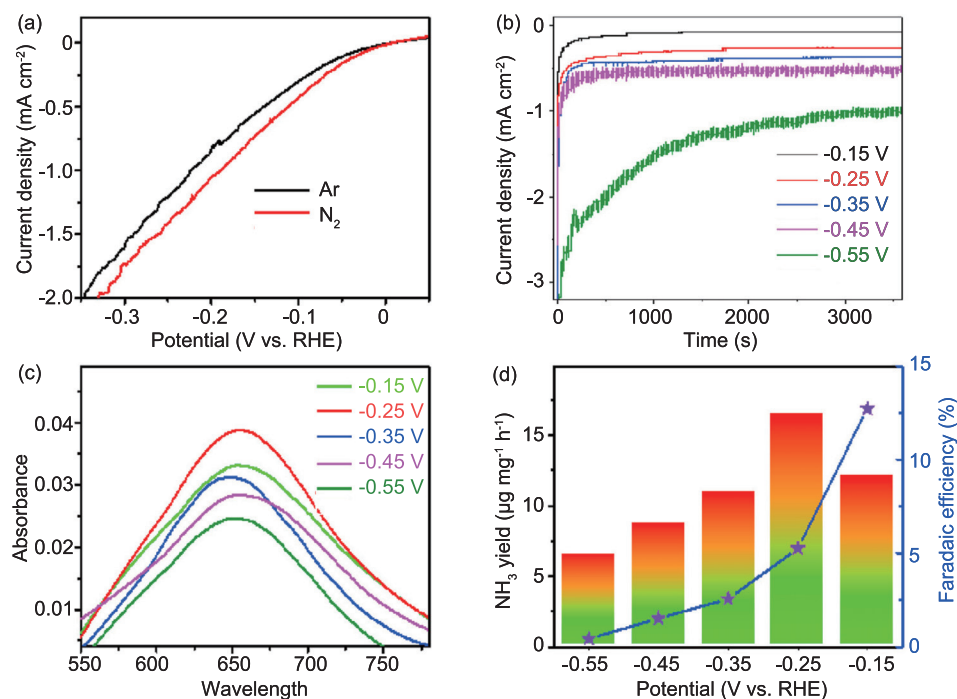 (a)
0
-0.5
-1.0
-1.5
-2.0
Current density (mA cm⁻²)
Ar
N₂
-0.3
-0.2
-0.1
0
Potential (V vs. RHE)
(b)
0
-1
-2
-3
Current density (mA cm⁻²)
-0.15 V
-0.25 V
-0.35 V
-0.45 V
-0.55 V
0
1000
2000
3000
Time (s)
(c)
0.04
0.03
0.02
0.01
Absorbance
-0.15 V
-0.25 V
-0.35 V
-0.45 V
-0.55 V
550
600
650
700
750
Wavelength
(d)
15
10
5
0
NH₃ yield (µg mg⁻¹ h⁻¹)
15
10
5
0
Faradaic efficiency (%)
-0.55
-0.45
-0.35
-0.25
-0.15
Potential (V vs. RHE)